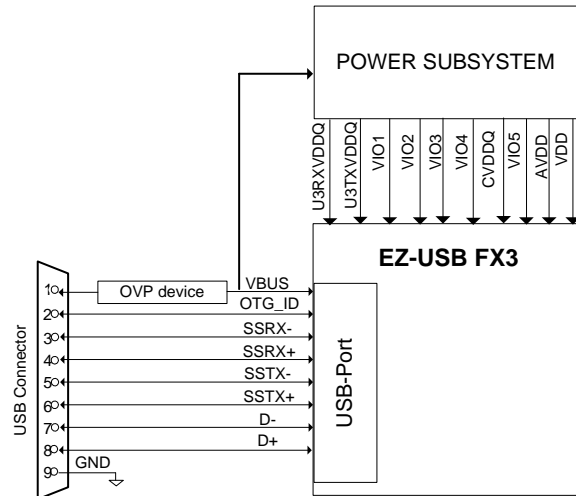 POWER SUBSYSTEM
U3RXVDDQ
U3TXVDDQ
VIO1
VIO2
VIO3
VIO4
CVDDQ
VIO5
AVDD
VDD
EZ-USB FX3
USB-Port
USB Connector
OVP device
1
VBUS
2
OTG_ID
3
SSRX-
4
SSRX+
5
SSTX-
6
SSTX+
7
D-
8
D+
9
GND